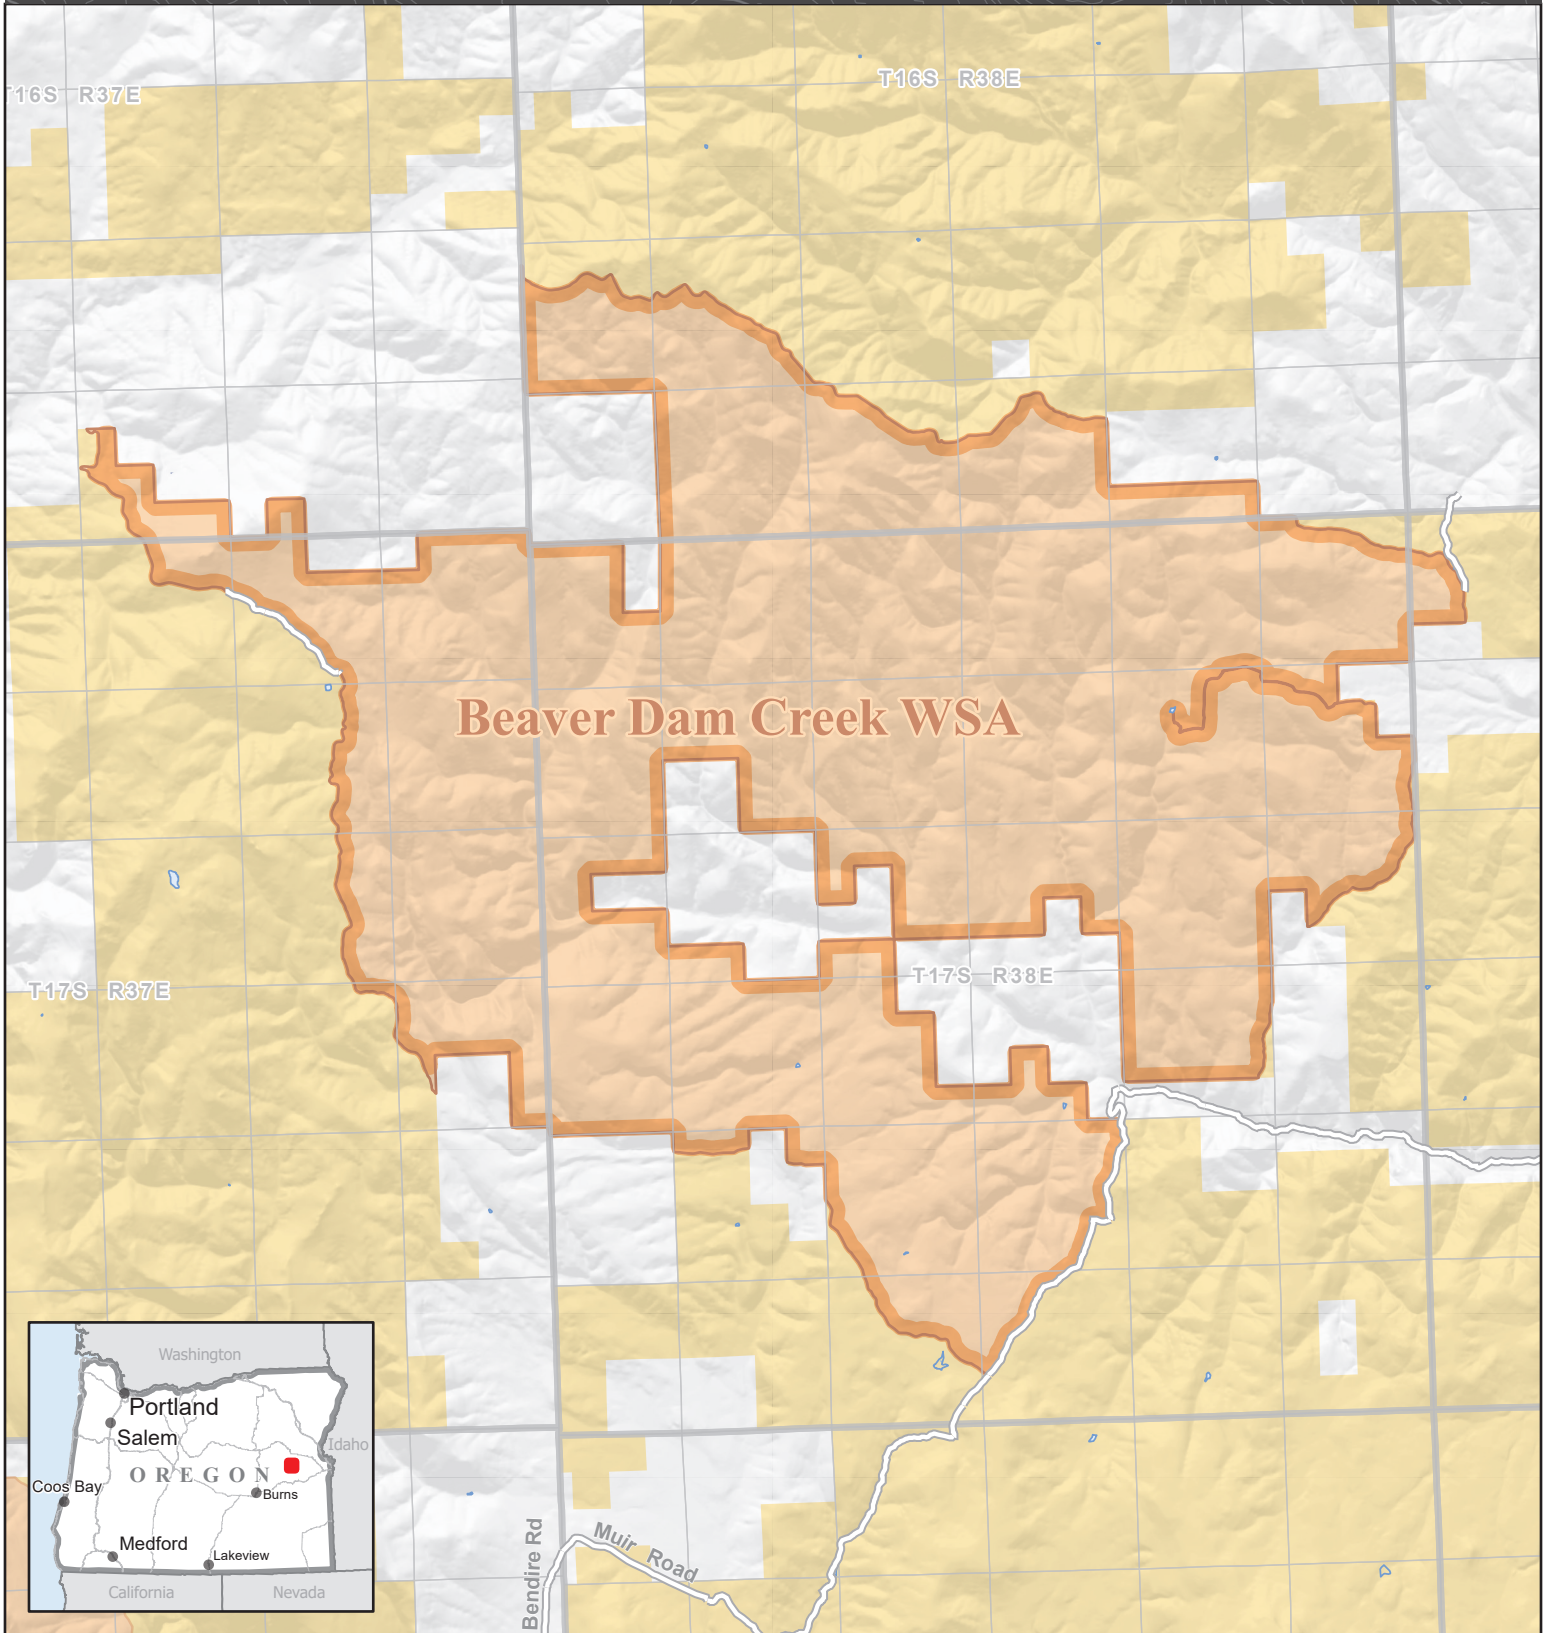 T16S R37E
T16S R38E
Beaver Dam Creek WSA
T17S R38E
T17S R37E
Washington
Portland
Salem
Idaho
OREGON
Coos Bay
Burns
Medford
Lakeview
California
Nevada
Bendire Rd
Muir Road